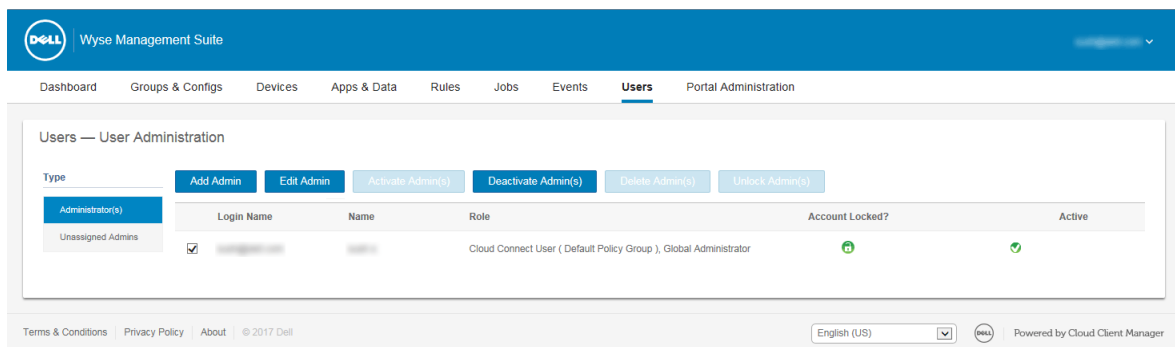 DELL Wyse Management Suite
Dashboard Groups & Configs Devices Apps & Data Rules Jobs Events Users Portal Administration
Users — User Administration
Type
Add Admin Edit Admin Activate Admin(s) Deactivate Admin(s) Delete Admin(s) Unlock Admin(s)
Administrator(s)
Unassigned Admins
Login Name Name Role Account Locked? Active
Cloud Connect User ( Default Policy Group ), Global Administrator
Terms & Conditions Privacy Policy About © 2017 Dell English (US) DELL Powered by Cloud Client Manager